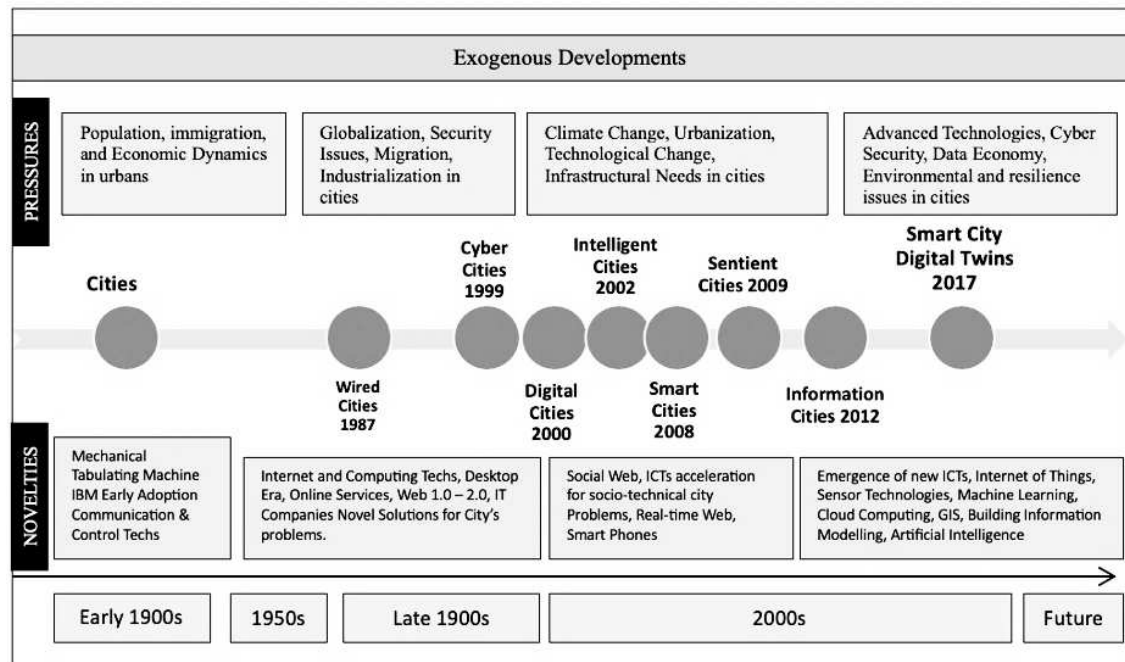 Exogenous Developments
PRESSURES
Population, immigration,
and Economic Dynamics
in urbans
Globalization, Security
Issues, Migration,
Industrialization in
cities
Climate Change, Urbanization,
Technological Change,
Infrastructural Needs in cities
Advanced Technologies, Cyber
Security, Data Economy,
Environmental and resilience
issues in cities
Cities
Wired
Cities
1987
Cyber
Cities
1999
Digital
Cities
2000
Intelligent
Cities
2002
Smart
Cities
2008
Sentient
Cities 2009
Information
Cities 2012
Smart City
Digital Twins
2017
NOVELTIES
Mechanical
Tabulating Machine
IBM Early Adoption
Communication &
Control Techs
Internet and Computing Techs, Desktop
Era, Online Services, Web 1.0 – 2.0, IT
Companies Novel Solutions for City's
problems.
Social Web, ICTs acceleration
for socio-technical city
Problems, Real-time Web,
Smart Phones
Emergence of new ICTs, Internet of Things,
Sensor Technologies, Machine Learning,
Cloud Computing, GIS, Building Information
Modelling, Artificial Intelligence
Early 1900s
1950s
Late 1900s
2000s
Future